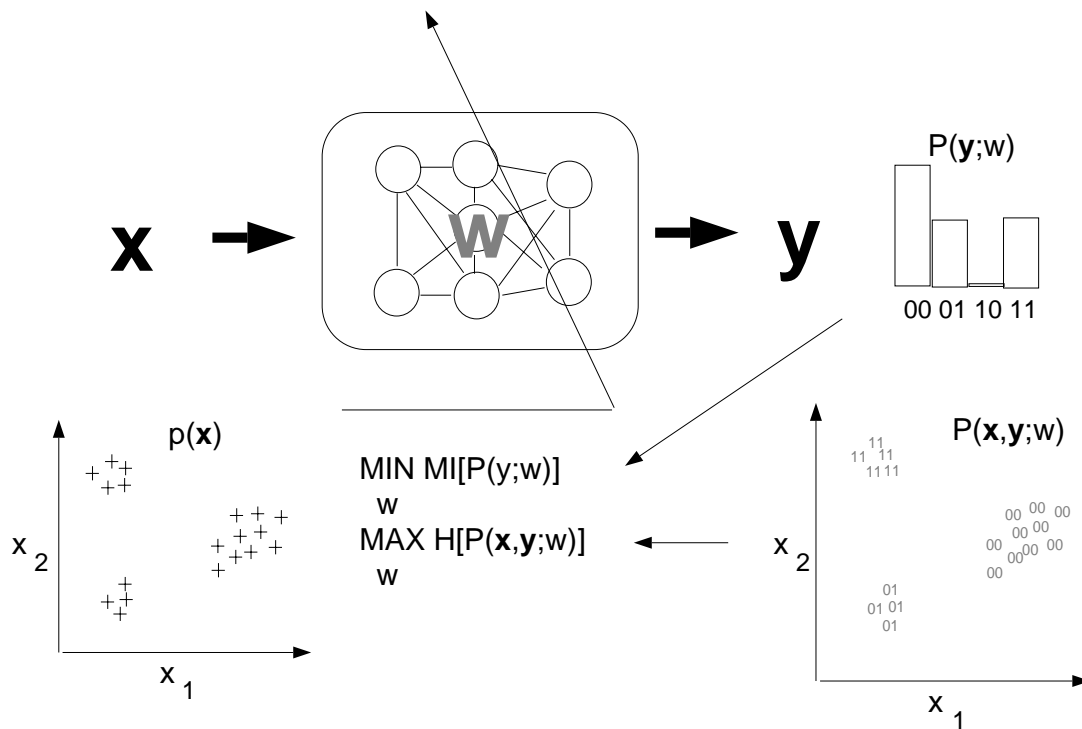 P(y;w)
x
w
y
00 01 10 11
p(x)
x 2
x 1
MIN MI[P(y;w)]
w
MAX H[P(x,y;w)]
w
P(x,y;w)
11
11 11
11 11
00 00 00
00 00
00 00 00
00
00
01
01 01
01
x 2
x 1